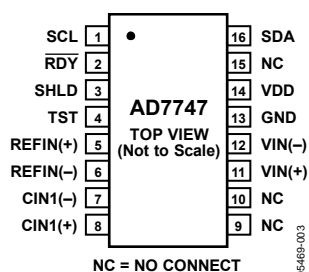 SCL 1
RDY 2
SHLD 3
TST 4
REFIN(+) 5
REFIN(–) 6
CIN1(–) 7
CIN1(+) 8
AD7747
TOP VIEW
(Not to Scale)
16 SDA
15 NC
14 VDD
13 GND
12 VIN(–)
11 VIN(+)
10 NC
9 NC
NC = NO CONNECT
05469-003